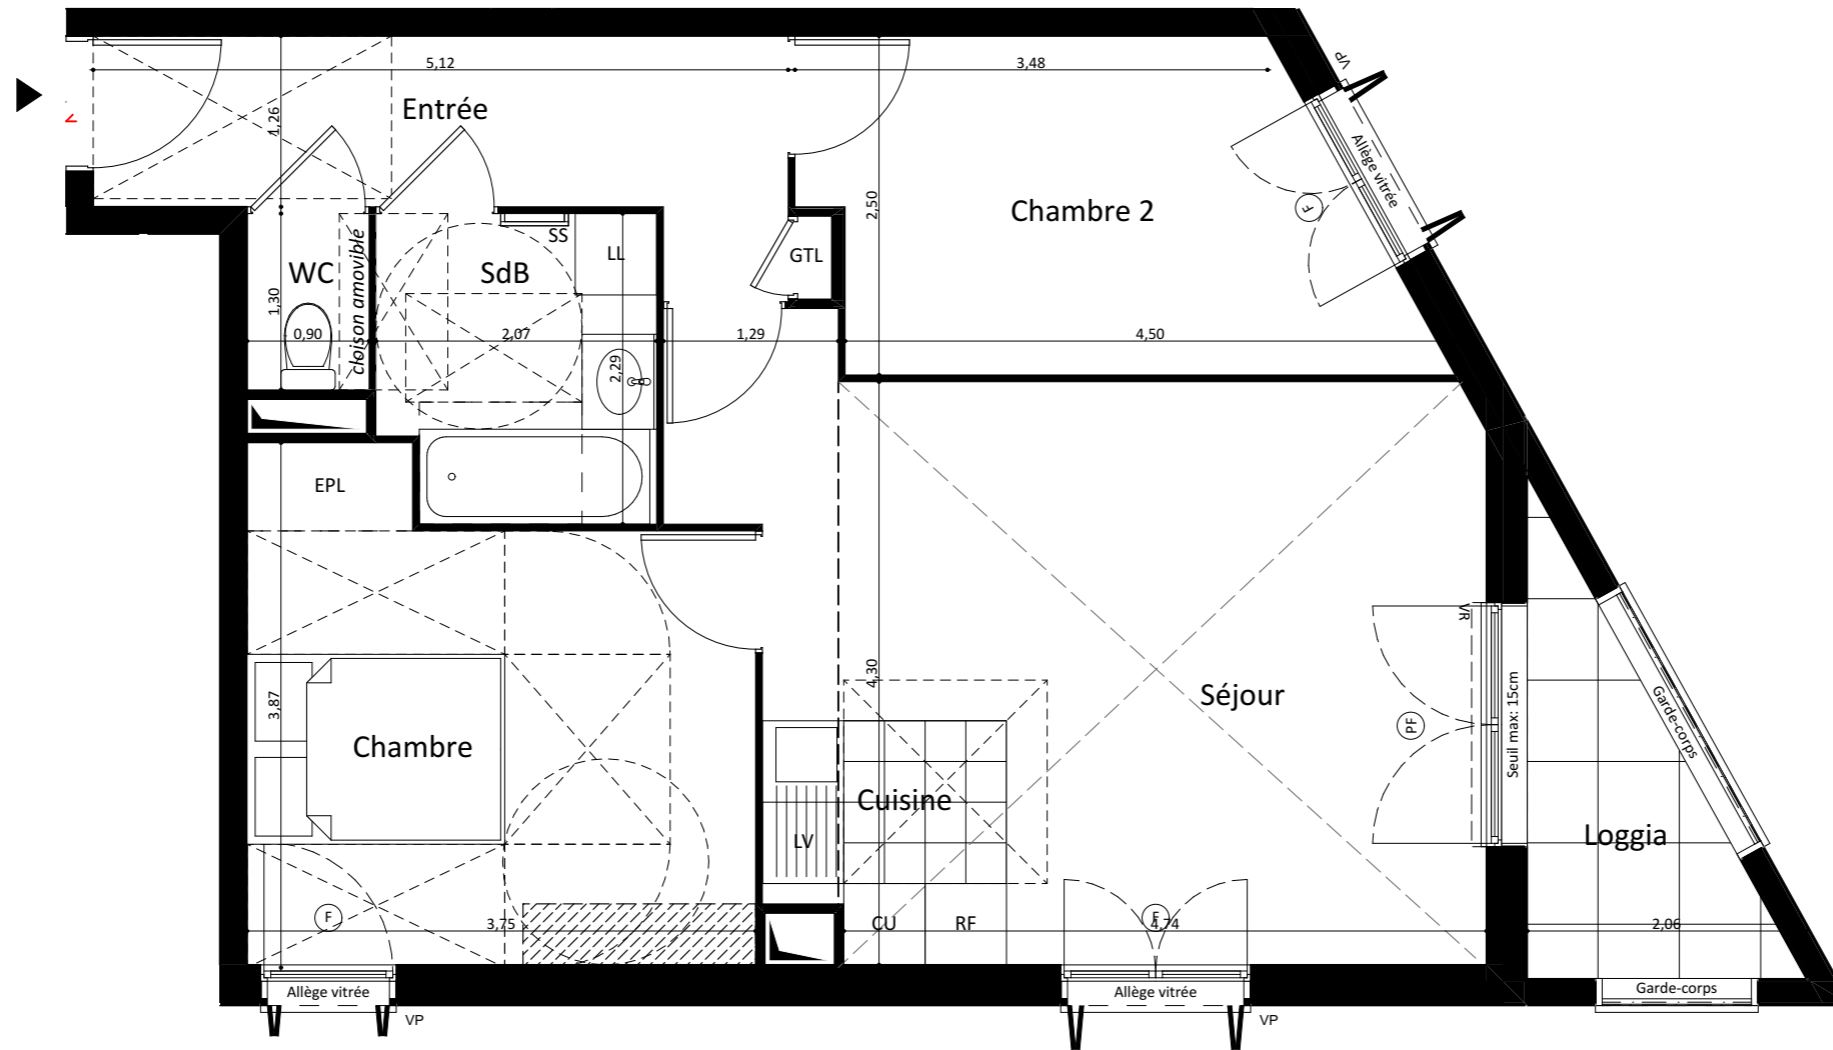 5,12
3,48
VP
Entrée
1,26
Allège vitrée
F
Chambre 2
2,50
WC
cloison amovible
SdB
SS
LL
GTL
1,30
0,90
2,07
2,29
1,29
4,50
EPL
3,87
Chambre
4,30
Séjour
VR
PF
Seuil max: 15cm
Garde-corps
Cuisine
LV
Loggia
F
3,75
CU
RF
F
4,74
2,06
Allège vitrée
VP
Allège vitrée
VP
Garde-corps